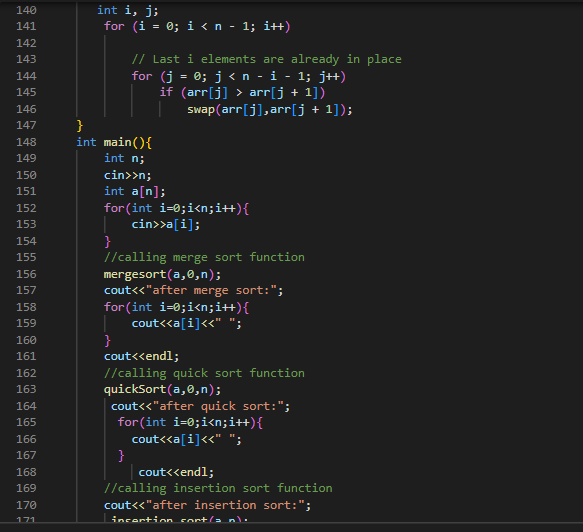 140 int i, j;
141 for (i = 0; i < n - 1; i++)
142
143 // Last i elements are already in place
144 for (j = 0; j < n - i - 1; j++)
145 if (arr[j] > arr[j + 1])
146 swap(arr[j],arr[j + 1]);
147 }
148 int main(){
149 int n;
150 cin>>n;
151 int a[n];
152 for(int i=0;i<n;i++){
153 cin>>a[i];
154 }
155 //calling merge sort function
156 mergesort(a,0,n);
157 cout<<"after merge sort:";
158 for(int i=0;i<n;i++){
159 cout<<a[i]<<" ";
160 }
161 cout<<endl;
162 //calling quick sort function
163 quickSort(a,0,n);
164 cout<<"after quick sort:";
165 for(int i=0;i<n;i++){
166 cout<<a[i]<<" ";
167 }
168 cout<<endl;
169 //calling insertion sort function
170 cout<<"after insertion sort:";
171 insertion_sort(a,n);